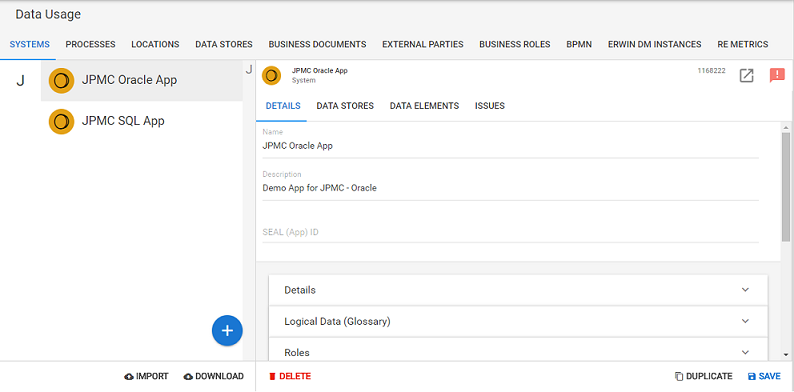 Data Usage
SYSTEMS PROCESSES LOCATIONS DATA STORES BUSINESS DOCUMENTS EXTERNAL PARTIES BUSINESS ROLES BPMN ERWIN DM INSTANCES RE METRICS
J
JPMC Oracle App
JPMC SQL App
J
JPMC Oracle App
System
1168222
DETAILS DATA STORES DATA ELEMENTS ISSUES
Name
JPMC Oracle App
Description
Demo App for JPMC - Oracle
SEAL (App) ID
Details
Logical Data (Glossary)
Roles
IMPORT DOWNLOAD
DELETE DUPLICATE SAVE